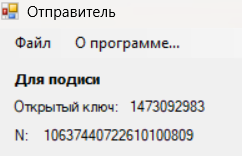 Отправитель
Файл О программе...
Для подиси
Открытый ключ: 1473092983
N: 10637440722610100809